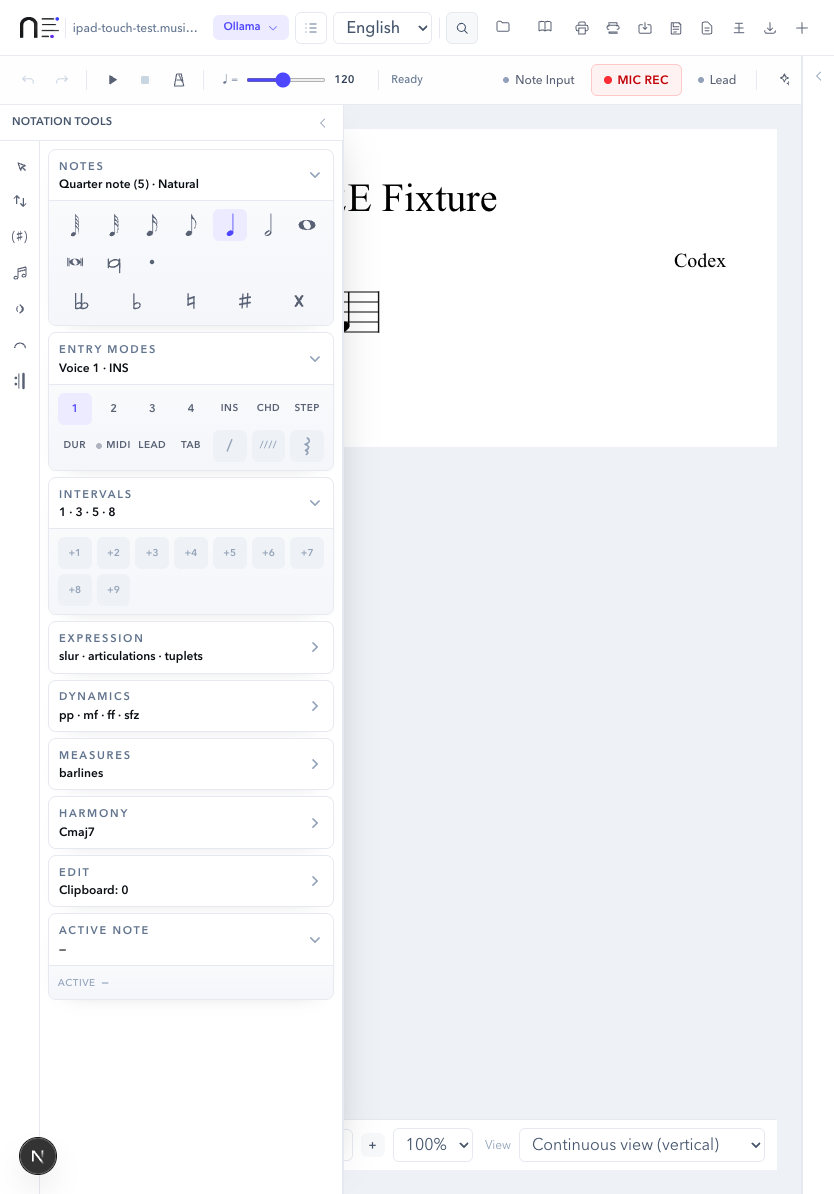 ipad-touch-test.musi...
Ollama
English
= 120
Ready
Note Input
MIC REC
Lead
NOTATION TOOLS
NOTES
Quarter note (5) · Natural
ENTRY MODES
Voice 1 · INS
1 2 3 4 INS CHD STEP
DUR MIDI LEAD TAB / ////
INTERVALS
1 · 3 · 5 · 8
+1 +2 +3 +4 +5 +6 +7
+8 +9
EXPRESSION
slur · articulations · tuplets
DYNAMICS
pp · mf · ff · sfz
MEASURES
barlines
HARMONY
Cmaj7
EDIT
Clipboard: 0
ACTIVE NOTE
—
ACTIVE —
E Fixture
Codex
N
+ 100% View Continuous view (vertical)